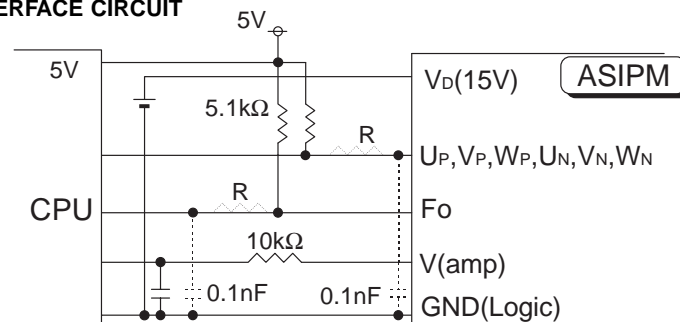 ERFACE CIRCUIT
5V
5V
VD(15V)
ASIPM
5.1kΩ
R
UP,VP,WP,UN,VN,WN
R
CPU
Fo
10kΩ
V(amp)
0.1nF
0.1nF
GND(Logic)